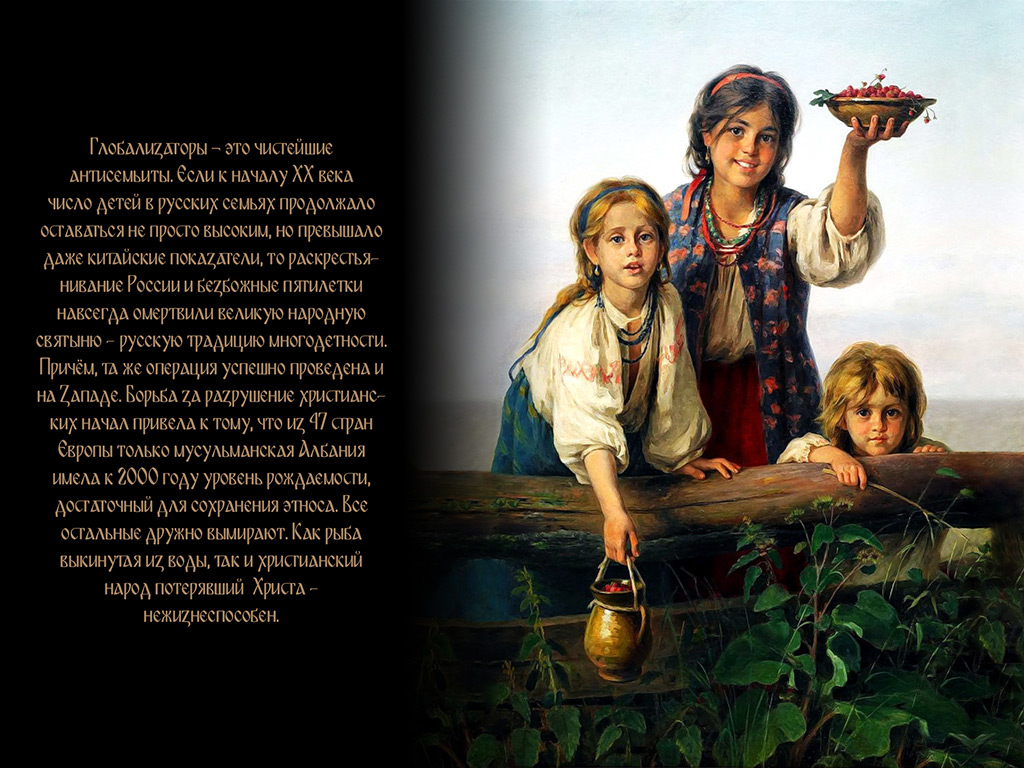 Глобализаторы – это чистейшие
антисемьиты. Если к началу XX века
число детей в русских семьях продолжало
оставаться не просто высоким, но превышало
даже китайские показатели, то раскрестья-
нивание России и безбожные пятилетки
навсегда омертвили великую народную
святыню – русскую традицию многодетности.
Причём, та же операция успешно проведена и
на Западе. Борьба за разрушение христианс-
ких начал привела к тому, что из 47 стран
Европы только мусульманская Албания
имела к 2000 году уровень рождаемости,
достаточный для сохранения этноса. Все
остальные дружно вымирают. Как рыба
выкинутая из воды, так и христианский
народ потерявший Христа –
нежизнеспособен.